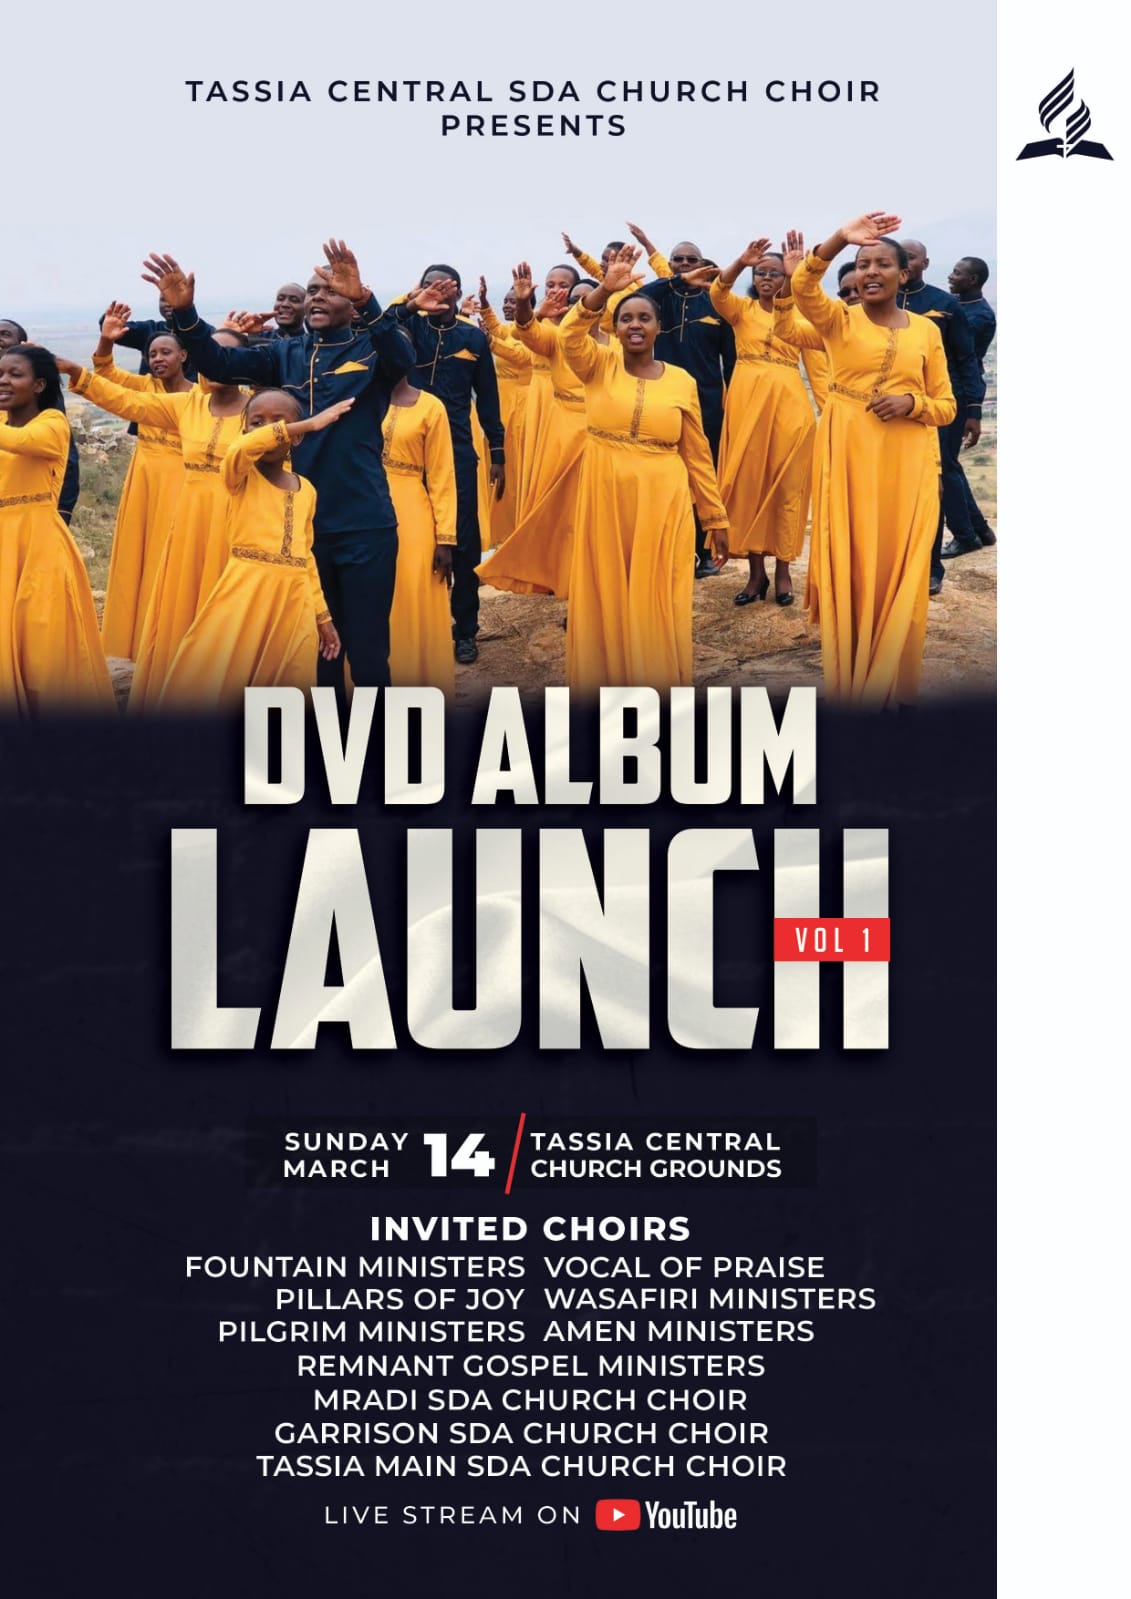 TASSIA CENTRAL SDA CHURCH CHOIR
PRESENTS
DVD ALBUM
LAUNCH
VOL 1
SUNDAY
MARCH 14
TASSIA CENTRAL
CHURCH GROUNDS
INVITED CHOIRS
FOUNTAIN MINISTERS VOCAL OF PRAISE
PILLARS OF JOY WASAFIRI MINISTERS
PILGRIM MINISTERS AMEN MINISTERS
REMNANT GOSPEL MINISTERS
MRADI SDA CHURCH CHOIR
GARRISON SDA CHURCH CHOIR
TASSIA MAIN SDA CHURCH CHOIR
LIVE STREAM ON YouTube